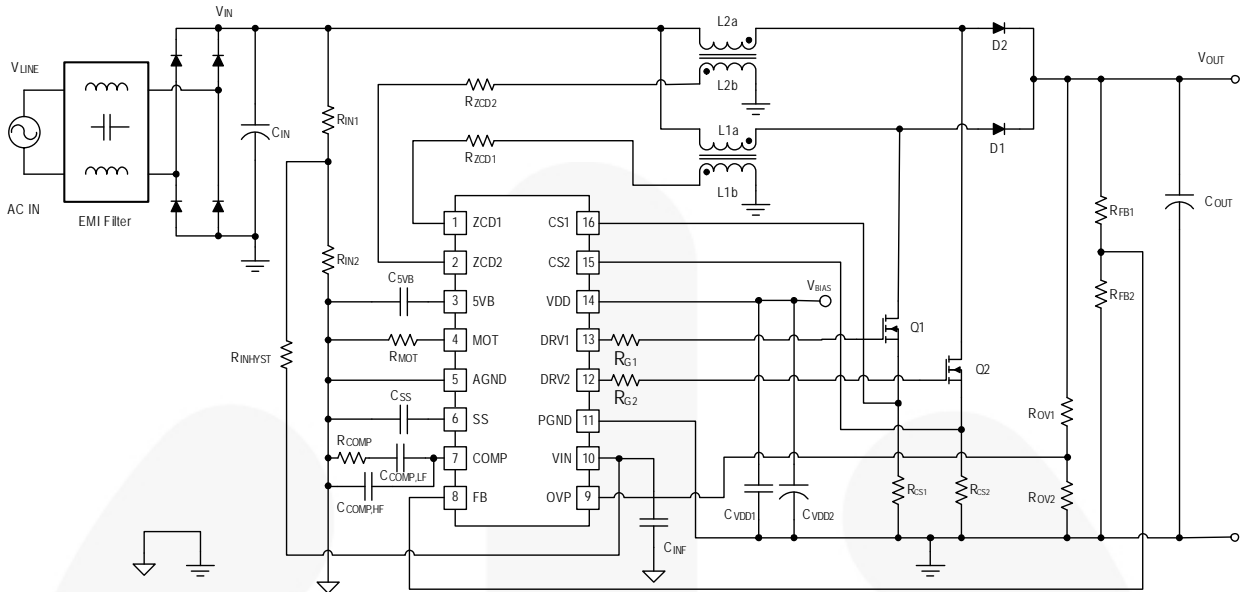 VIN
L2a
D2
VLINE
VOUT
L2b
RZCD2
CIN
RIN1
L1a
D1
RZCD1
L1b
AC IN
EMI Filter
RFB1
COUT
1 ZCD1 CS1 16
RIN2
2 ZCD2 CS2 15
C5VB
VBIAS
RFB2
3 5VB VDD 14
Q1
4 MOT DRV1 13
RINHYST
RMOT
RG1
Q2
5 AGND DRV2 12
RG2
CSS
ROV1
6 SS PGND 11
RCOMP
7 COMP VIN 10
CCOMP,LF
RCS1
RCS2
ROV2
8 FB OVP 9
CCOMP,HF
CVDD1
CVDD2
CINF